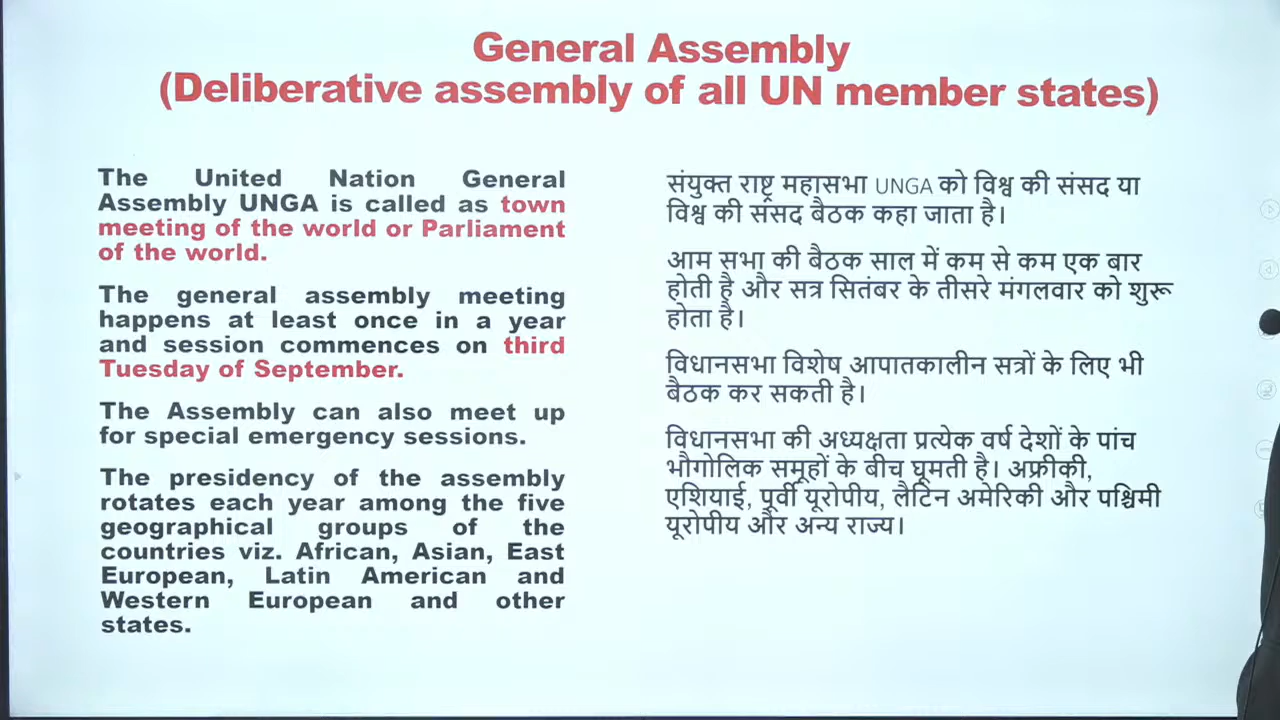 General Assembly
(Deliberative assembly of all UN member states)
The United Nation General
Assembly UNGA is called as town
meeting of the world or Parliament
of the world.
The general assembly meeting
happens at least once in a year
and session commences on third
Tuesday of September.
The Assembly can also meet up
for special emergency sessions.
The presidency of the assembly
rotates each year among the five
geographical groups of the
countries viz. African, Asian, East
European, Latin American and
Western European and other
states.
संयुक्त राष्ट्र महासभा UNGA को विश्व की संसद या
विश्व की संसद बैठक कहा जाता है।
आम सभा की बैठक साल में कम से कम एक बार
होती है और सत्र सितंबर के तीसरे मंगलवार को शुरू
होता है।
विधानसभा विशेष आपातकालीन सत्रों के लिए भी
बैठक कर सकती है।
विधानसभा की अध्यक्षता प्रत्येक वर्ष देशों के पांच
भौगोलिक समूहों के बीच घूमती है। अफ्रीकी,
एशियाई, पूर्वी यूरोपीय, लैटिन अमेरिकी और पश्चिमी
यूरोपीय और अन्य राज्य।